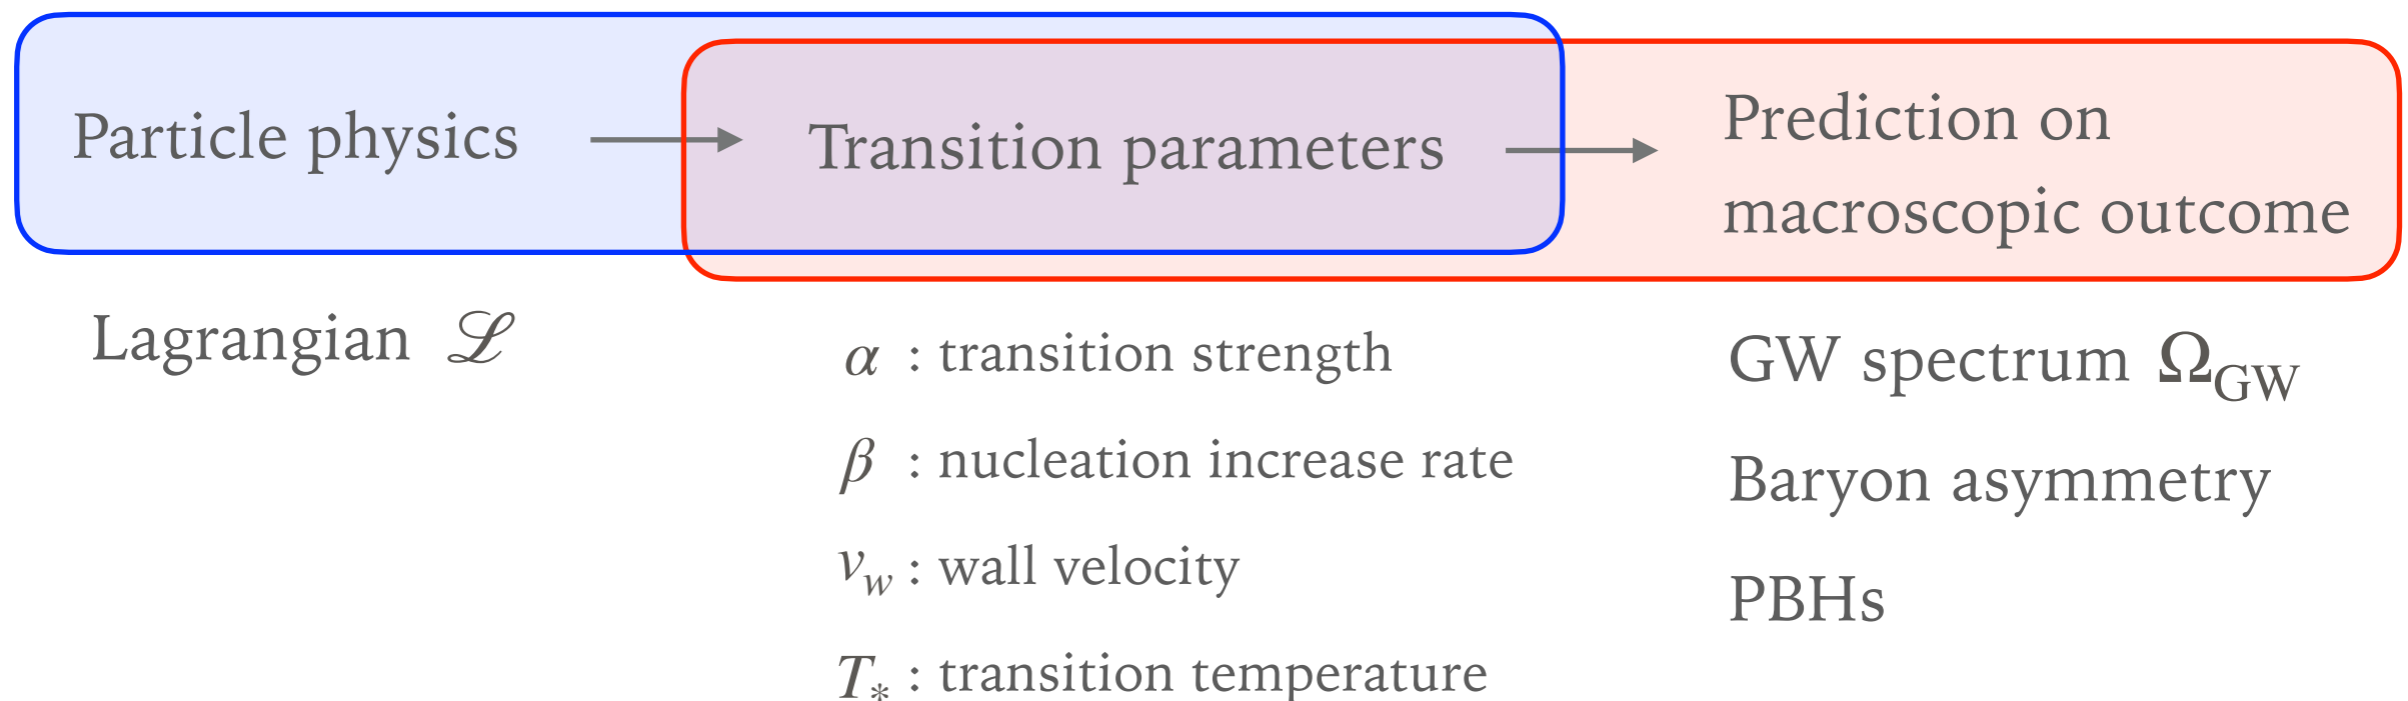 Particle physics
Transition parameters
Prediction on
macroscopic outcome
Lagrangian ℒ
α : transition strength
β : nucleation increase rate
v_w : wall velocity
T_* : transition temperature
GW spectrum Ω_GW
Baryon asymmetry
PBHs